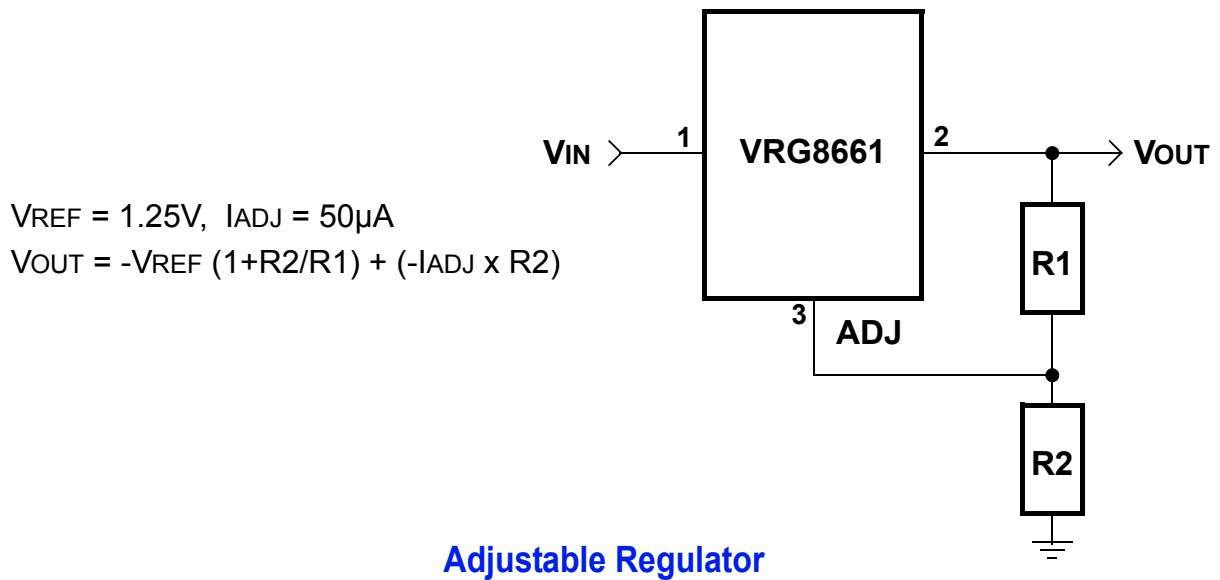 VIN
1
VRG8661
2
VOUT
VREF = 1.25V, IADJ = 50µA
VOUT = -VREF (1+R2/R1) + (-IADJ x R2)
R1
3
ADJ
R2
Adjustable Regulator